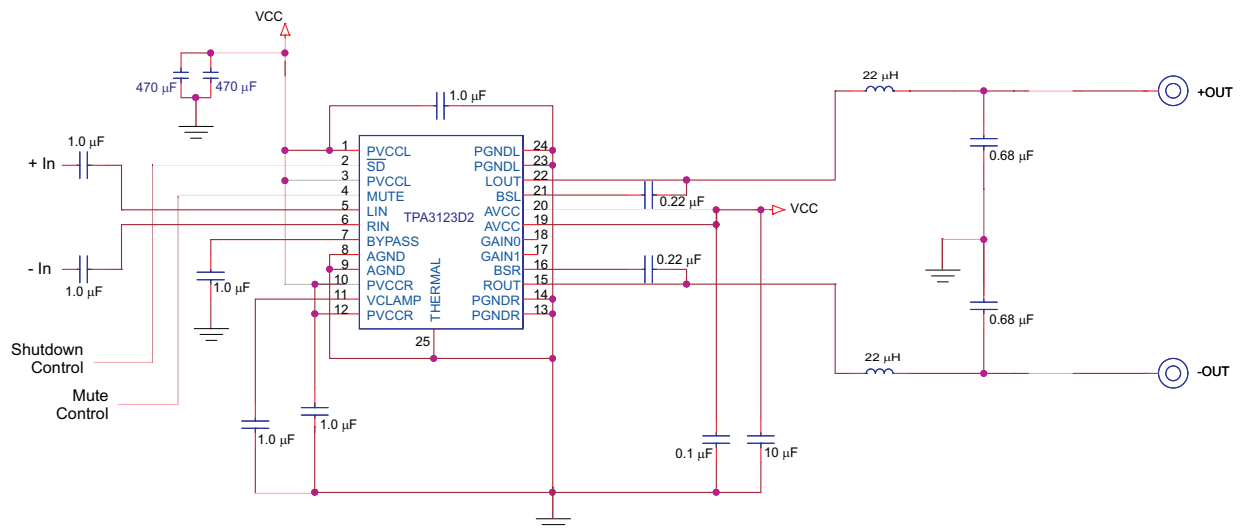 VCC
470 μF
470 μF
1.0 μF
1.0 μF
+ In
- In
1.0 μF
1.0 μF
Shutdown
Control
Mute
Control
1 PVCCL
2 SD
3 PVCCL
4 MUTE
5 LIN
6 RIN
7 BYPASS
8 AGND
9 AGND
10 PVCCR
11 VCLAMP
12 PVCCR
TPA3123D2
THERMAL
25
PGNDL 24
PGNDL 23
LOUT 22
BSL 21
AVCC 20
AVCC 19
GAIN0 18
GAIN1 17
BSR 16
ROUT 15
PGNDR 14
PGNDR 13
0.22 μF
VCC
0.22 μF
22 μH
+OUT
0.68 μF
0.68 μF
22 μH
-OUT
1.0 μF
1.0 μF
0.1 μF
10 μF